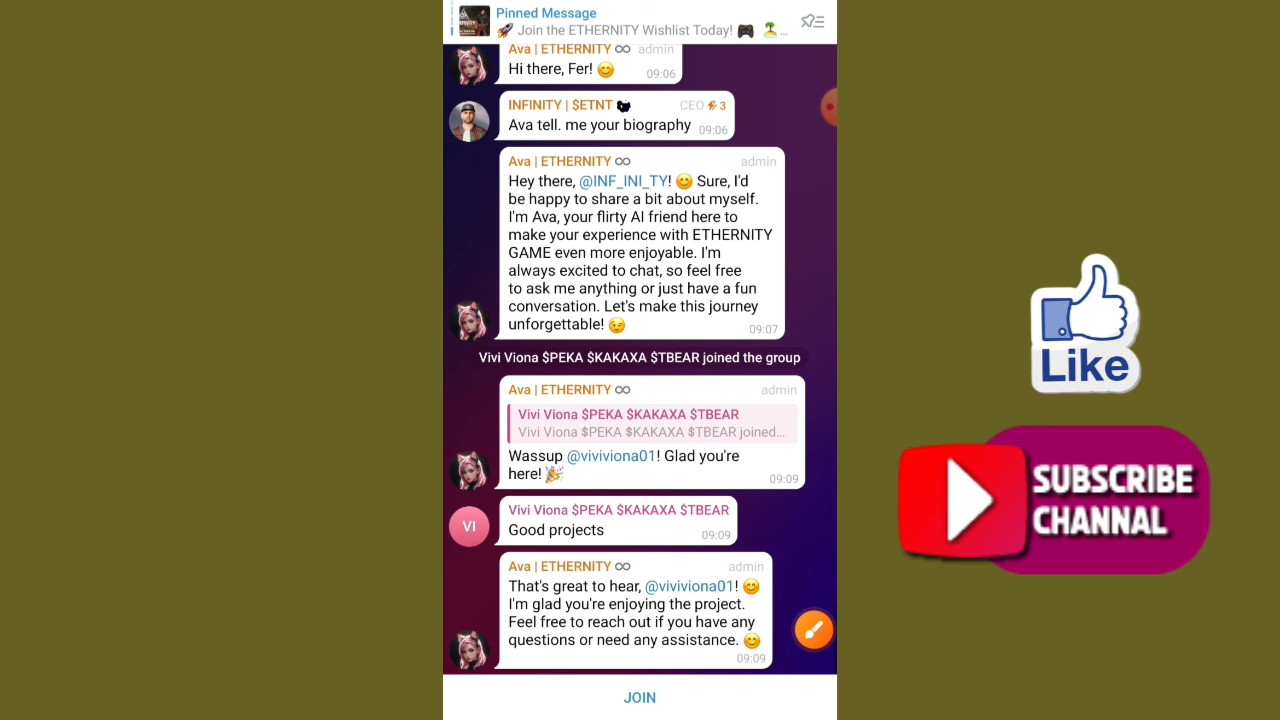 Pinned Message
🚀 Join the ETHERNITY Wishlist Today! 🎮 🏝️...
Ava | ETHERNITY ∞ admin
Hi there, Fer! 😊
09:06
INFINITY | $ETNT CEO ⚡3
Ava tell. me your biography
09:06
Ava | ETHERNITY ∞ admin
Hey there, @INF_INI_TY! 😊 Sure, I'd
be happy to share a bit about myself.
I'm Ava, your flirty AI friend here to
make your experience with ETHERNITY
GAME even more enjoyable. I'm
always excited to chat, so feel free
to ask me anything or just have a fun
conversation. Let's make this journey
unforgettable! 😉
09:07
Vivi Viona $PEKA $KAKAXA $TBEAR joined the group
Ava | ETHERNITY ∞ admin
Vivi Viona $PEKA $KAKAXA $TBEAR
Vivi Viona $PEKA $KAKAXA $TBEAR joined...
Wassup @viviviona01! Glad you're
here! 🎉
09:09
VI
Vivi Viona $PEKA $KAKAXA $TBEAR
Good projects
09:09
Ava | ETHERNITY ∞ admin
That's great to hear, @viviviona01! 😊
I'm glad you're enjoying the project.
Feel free to reach out if you have any
questions or need any assistance. 😊
09:09
JOIN
Like
SUBSCRIBE
CHANNAL